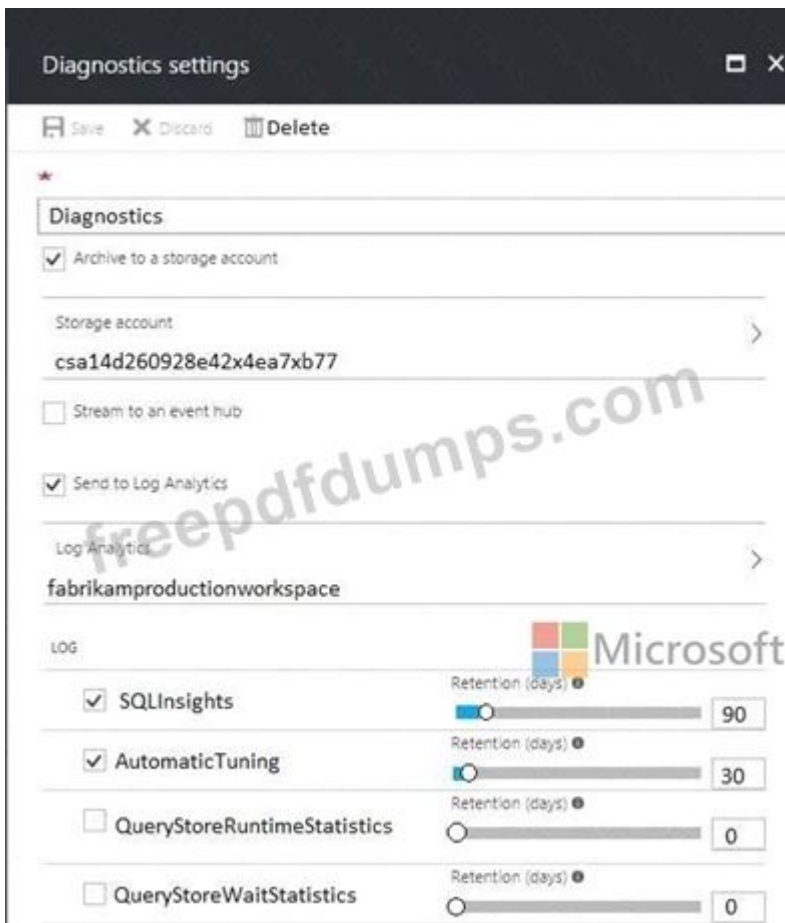 Diagnostics settings
Save Discard Delete
*
Diagnostics
Archive to a storage account
Storage account
csa14d260928e42x4ea7xb77
Stream to an event hub
Send to Log Analytics
freepdfdumps.com
Log Analytics
fabrikamproductionworkspace
Microsoft
LOG
Retention (days)
SQLInsights
90
Retention (days)
AutomaticTuning
30
Retention (days)
QueryStoreRuntimeStatistics
0
Retention (days)
QueryStoreWaitStatistics
0